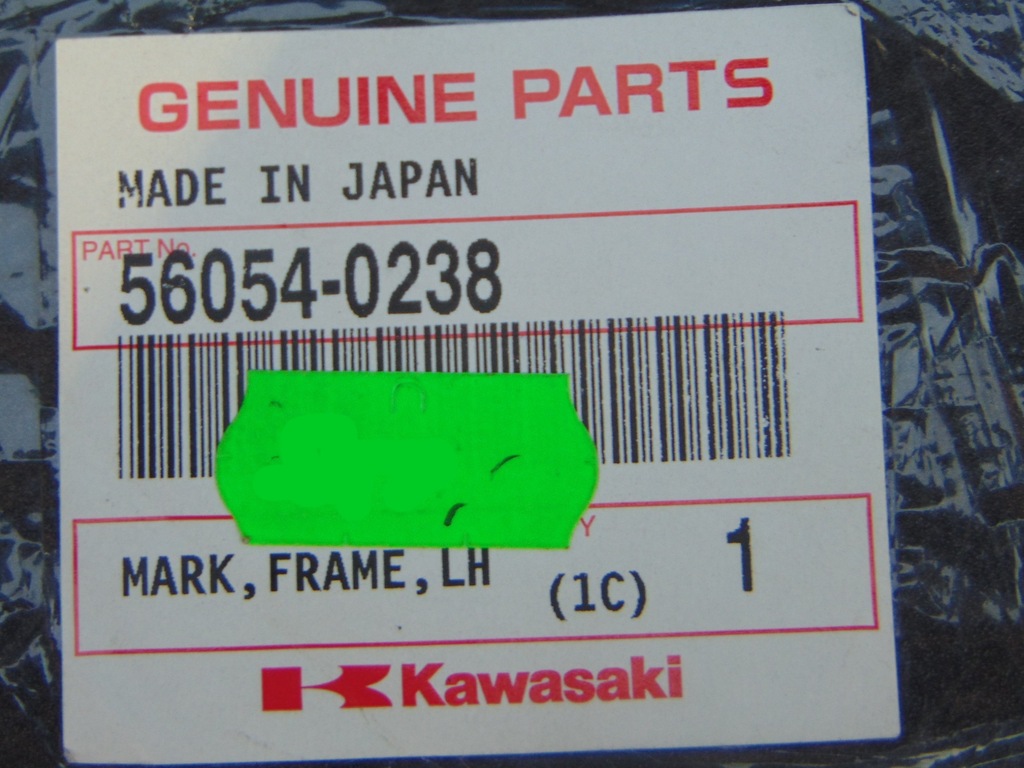 GENUINE PARTS
MADE IN JAPAN
PART No.
56054-0238
Y
MARK,FRAME,LH (1C) 1
Kawasaki